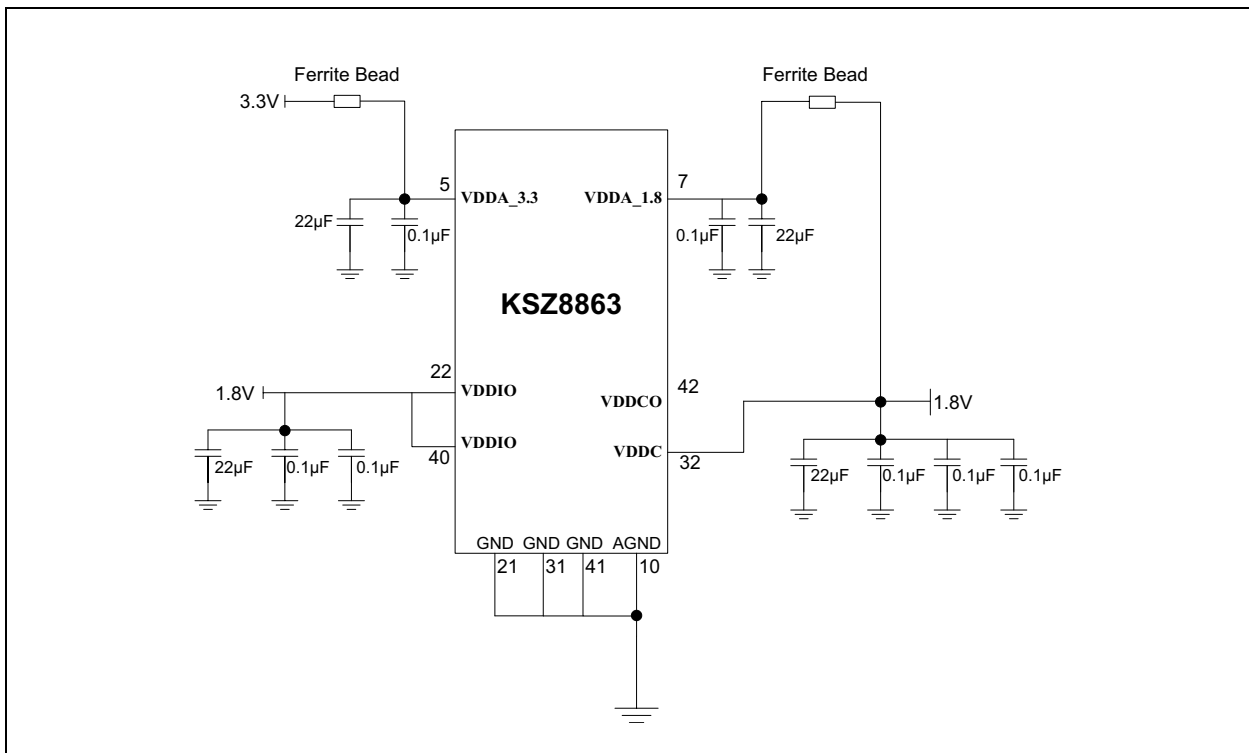 Ferrite Bead
Ferrite Bead
3.3V
5
VDDA_3.3
VDDA_1.8
7
22µF
0.1µF
0.1µF
22µF
KSZ8863
22
1.8V
VDDIO
42
VDDCO
1.8V
VDDIO
40
VDDC
32
22µF
0.1µF
0.1µF
22µF
0.1µF
0.1µF
0.1µF
GND
GND
GND
AGND
21
31
41
10